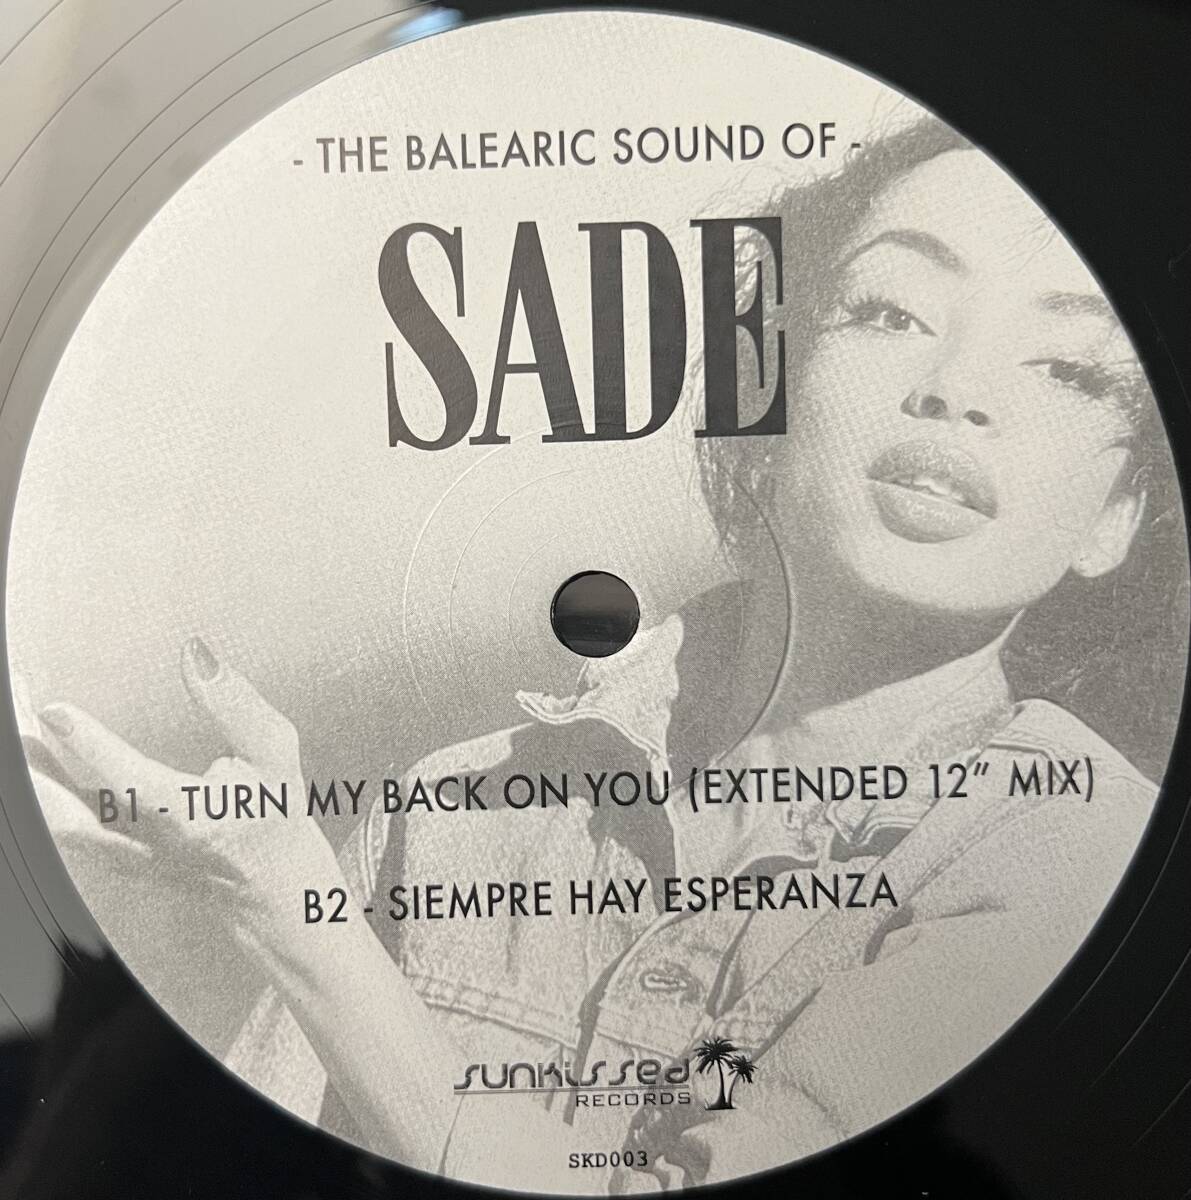 - THE BALEARIC SOUND OF -
SADE
B1 - TURN MY BACK ON YOU (EXTENDED 12" MIX)
B2 - SIEMPRE HAY ESPERANZA
sunkissed
RECORDS
SKD003